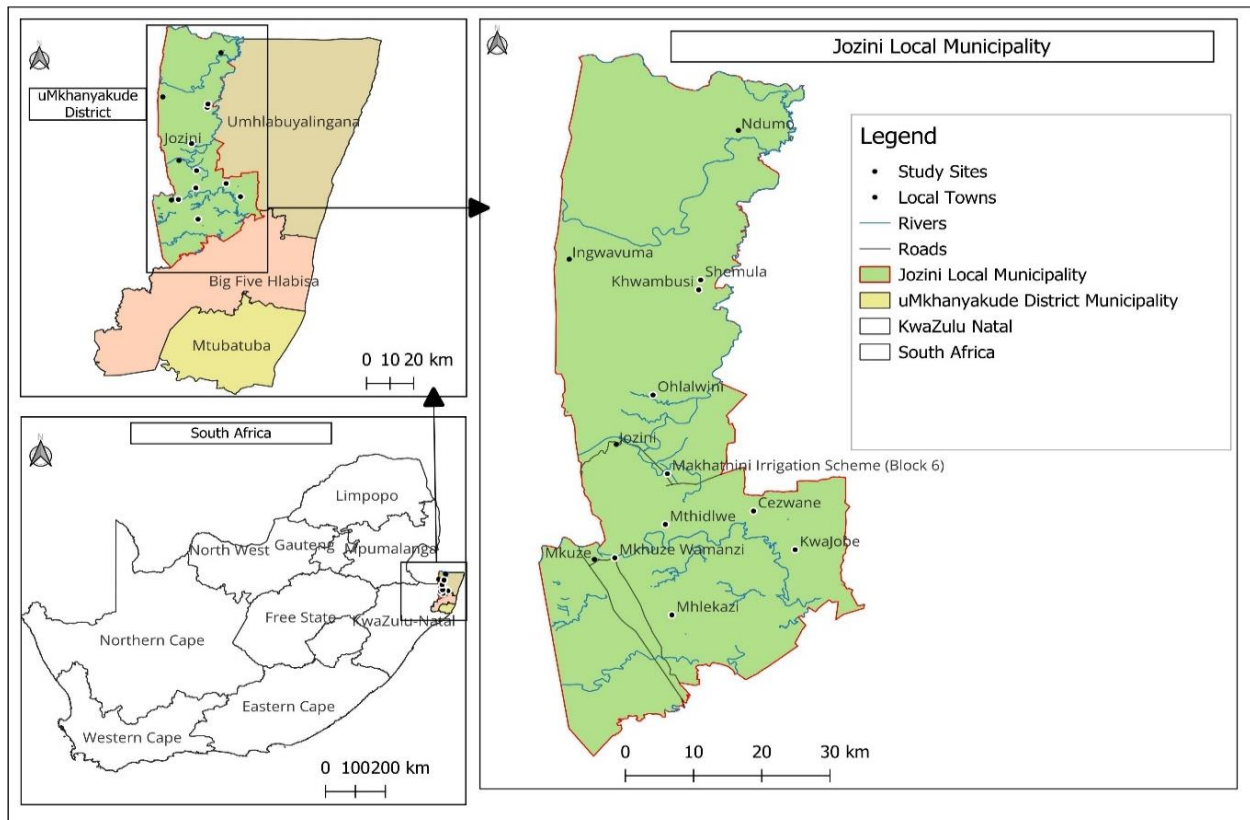 N
uMkhanyakude
District
Jozini
Umhlabuyalingana
Big Five Hlabisa
Mtubatuba
0 10 20 km
N
South Africa
Limpopo
North West
Gauteng
Mpumalanga
Free State
KwaZulu-Natal
Northern Cape
Eastern Cape
Western Cape
0 100200 km
N
Jozini Local Municipality
Ndumo
Ingwavuma
Shemula
Khwambusi
Ohlalwini
Jozini
Makhathini Irrigation Scheme (Block 6)
Cezwane
Mthidlwe
KwaJobe
Mkuze
Mkhuze Wamanzi
Mhlekazi
0 10 20 30 km
Legend
Study Sites
Local Towns
Rivers
Roads
Jozini Local Municipality
uMkhanyakude District Municipality
KwaZulu Natal
South Africa